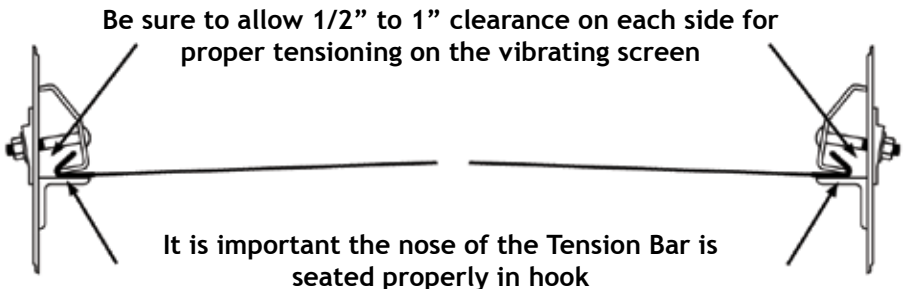 Be sure to allow 1/2” to 1” clearance on each side for
proper tensioning on the vibrating screen
It is important the nose of the Tension Bar is
seated properly in hook